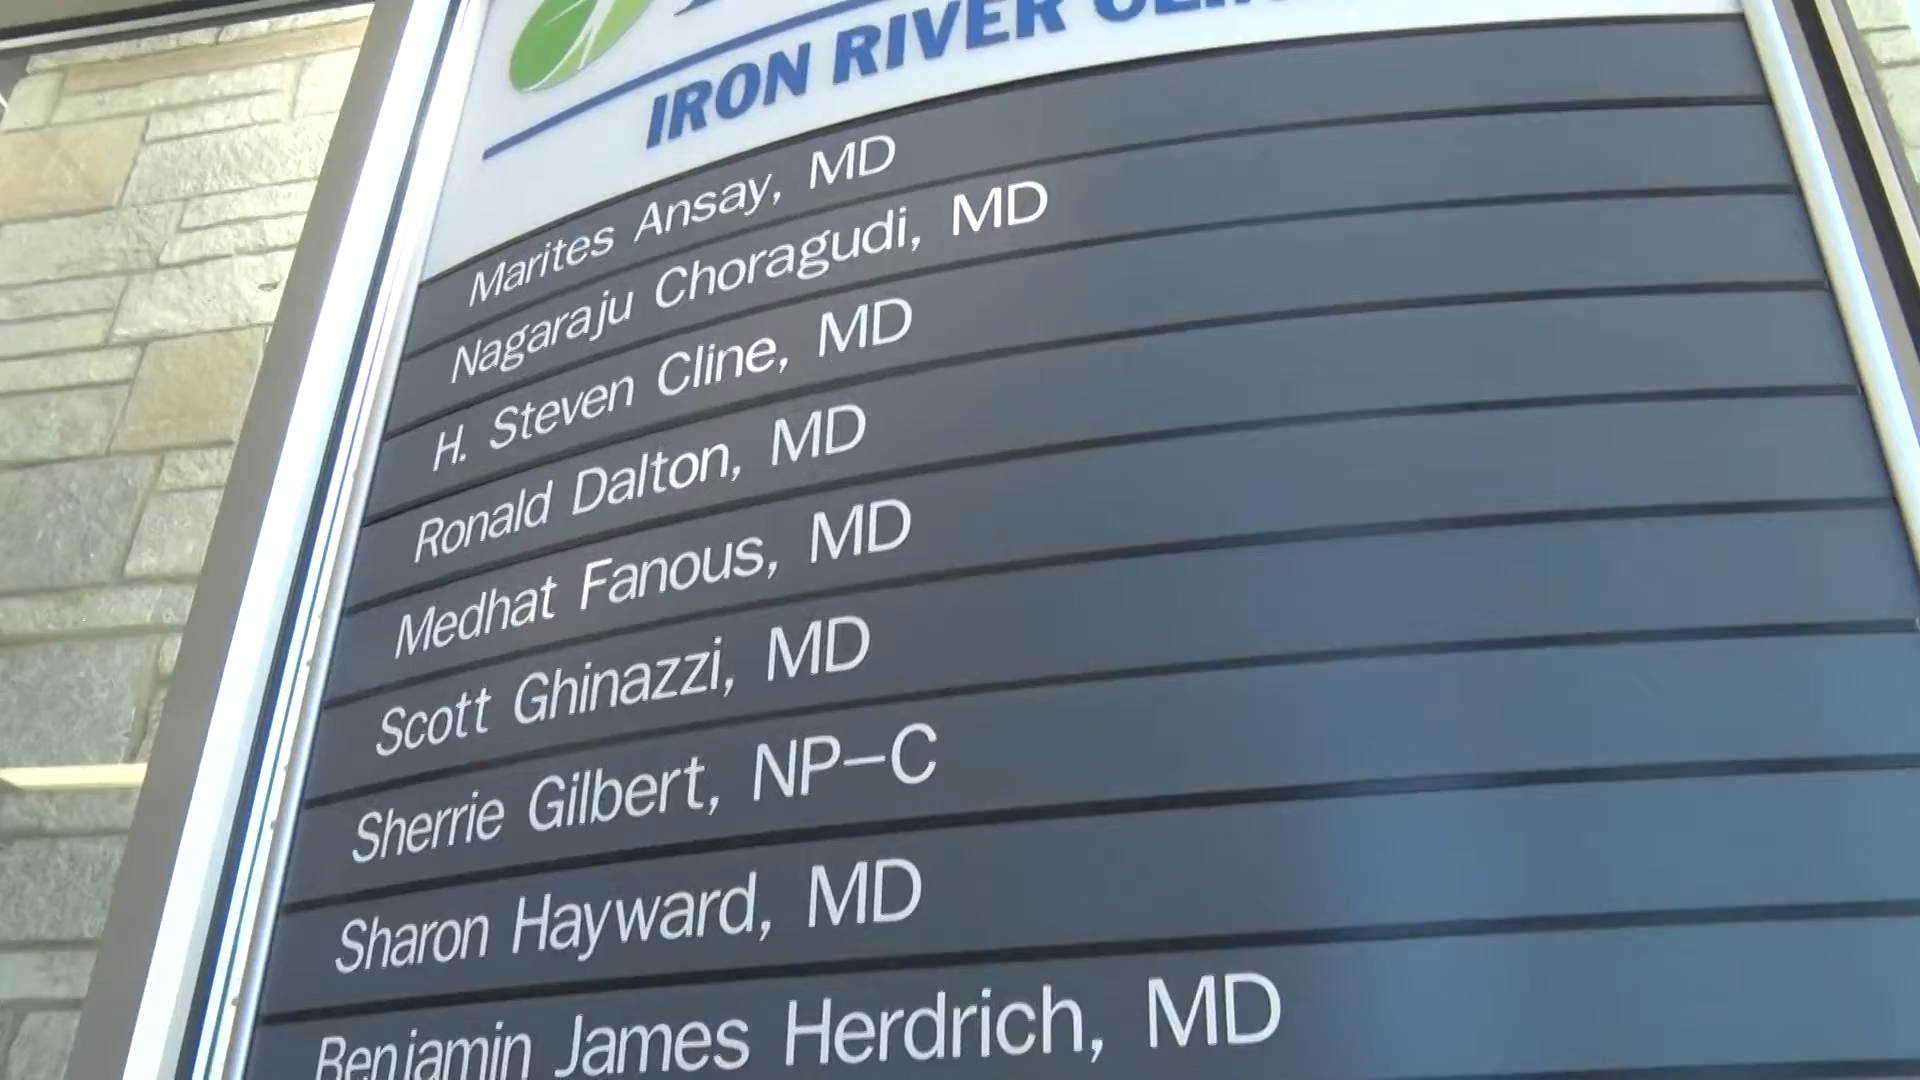 IRON RIVER
Marites Ansay, MD
Nagaraju Choragudi, MD
H. Steven Cline, MD
Ronald Dalton, MD
Medhat Fanous, MD
Scott Ghinazzi, MD
Sherrie Gilbert, NP-C
Sharon Hayward, MD
Benjamin James Herdrich, MD